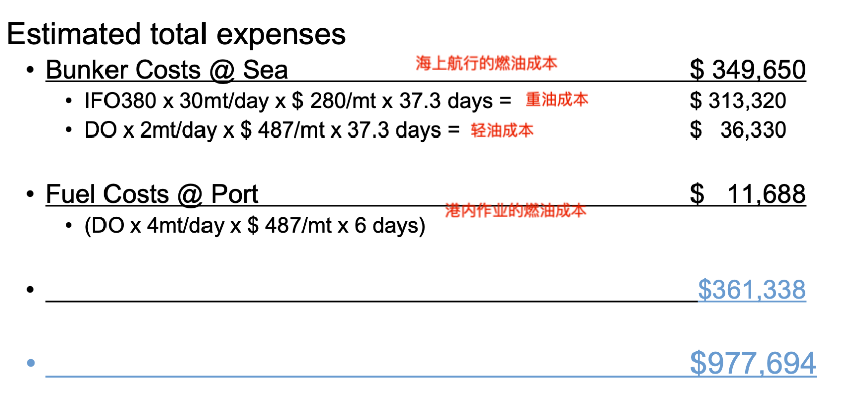 Estimated total expenses
• Bunker Costs @ Sea 海上航行的燃油成本 $ 349,650
• IFO380 x 30mt/day x $ 280/mt x 37.3 days = 重油成本 $ 313,320
• DO x 2mt/day x $ 487/mt x 37.3 days = 轻油成本 $ 36,330
• Fuel Costs @ Port $ 11,688
港内作业的燃油成本
• (DO x 4mt/day x $ 487/mt x 6 days)
• $361,338
• $977,694